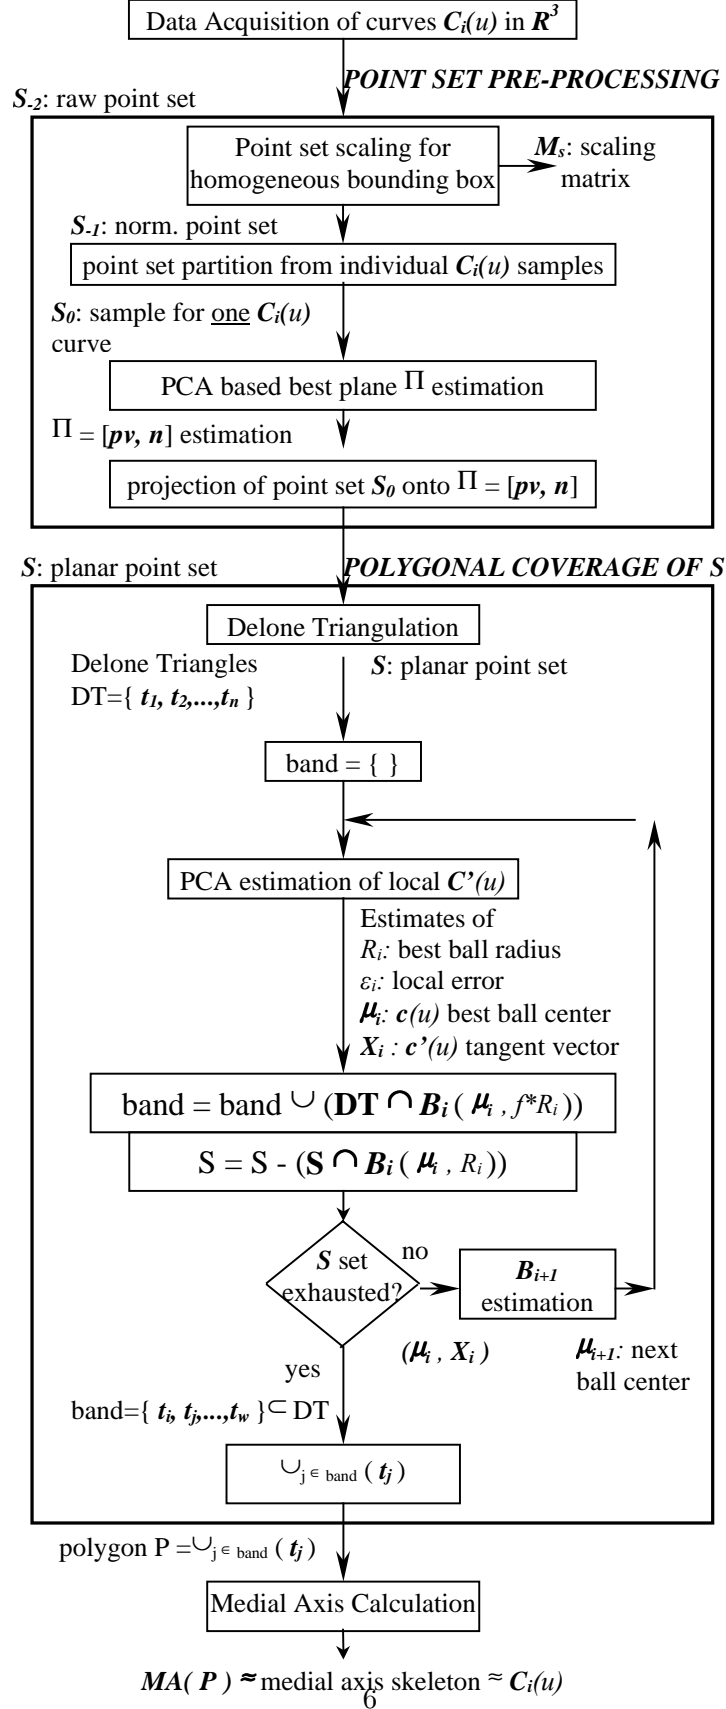 Data Acquisition of curves Cᵢ(u) in R³
POINT SET PRE-PROCESSING
S₋₂: raw point set
Point set scaling for
homogeneous bounding box
Mₛ: scaling
matrix
S₋₁: norm. point set
point set partition from individual Cᵢ(u) samples
S₀: sample for one Cᵢ(u)
curve
PCA based best plane Π estimation
Π = [pv, n] estimation
projection of point set S₀ onto Π = [pv, n]
S: planar point set
POLYGONAL COVERAGE OF S
Delone Triangulation
Delone Triangles
DT={ t₁, t₂,...,tₙ }
S: planar point set
band = { }
PCA estimation of local C’(u)
Estimates of
Rᵢ: best ball radius
εᵢ: local error
μᵢ: c(u) best ball center
Xᵢ : c’(u) tangent vector
band = band ∪ (DT ∩ Bᵢ( μᵢ , f*Rᵢ))
S = S - (S ∩ Bᵢ( μᵢ , Rᵢ))
S set
exhausted?
no
Bᵢ₊₁
estimation
(μᵢ , Xᵢ )
μᵢ₊₁: next
ball center
yes
band={ tᵢ, tⱼ,...,t_w } ⊂ DT
∪_{j ∈ band} ( tⱼ)
polygon P =∪_{j ∈ band} ( tⱼ)
Medial Axis Calculation
MA( P ) ≈ medial axis skeleton ≈ Cᵢ(u)
6